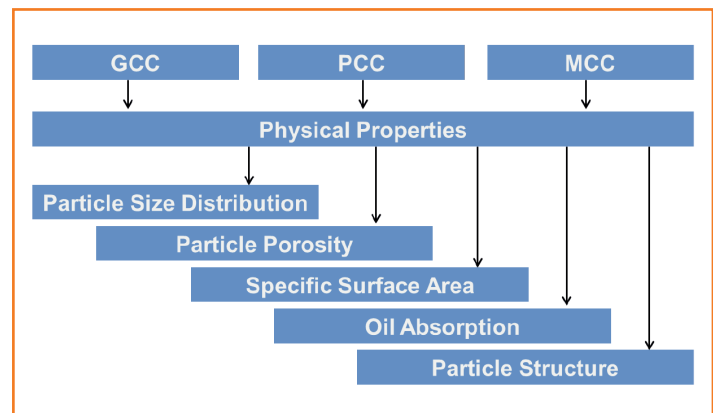 GCC
PCC
MCC
Physical Properties
Particle Size Distribution
Particle Porosity
Specific Surface Area
Oil Absorption
Particle Structure